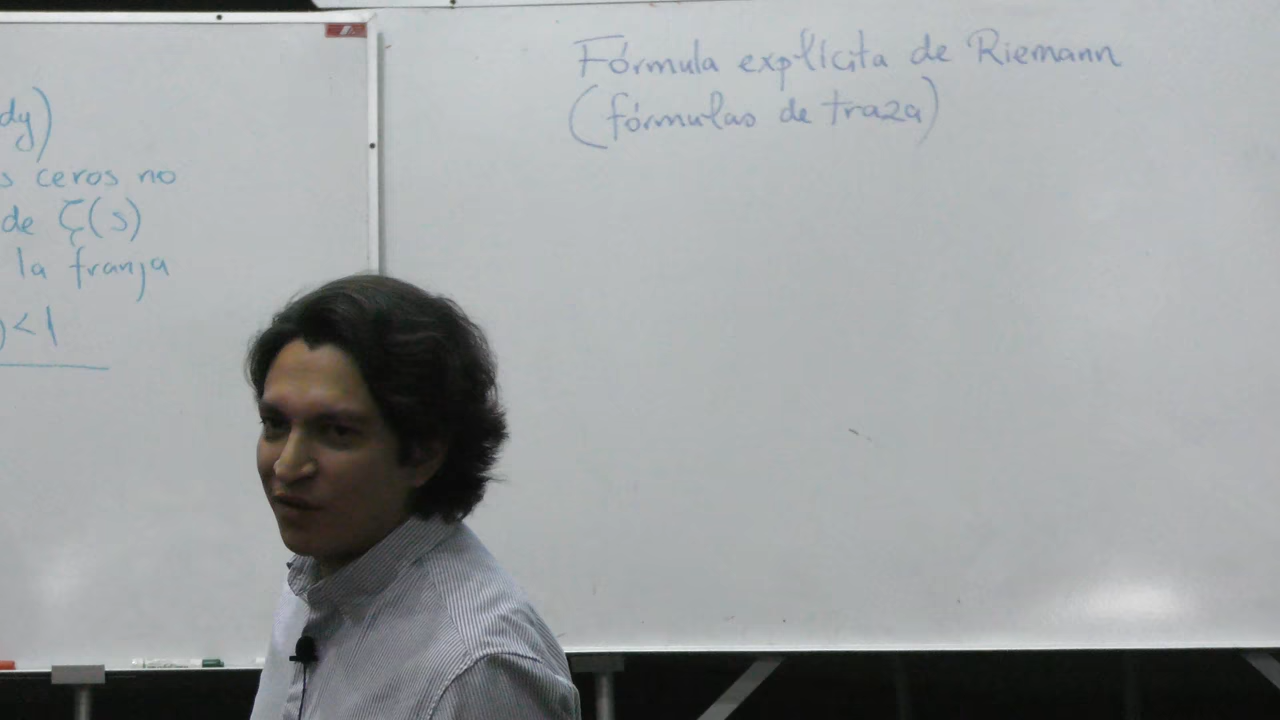 dy)
s ceros no
de ζ(s)
la franja
)<1
Fórmula explícita de Riemann
(fórmulas de traza)